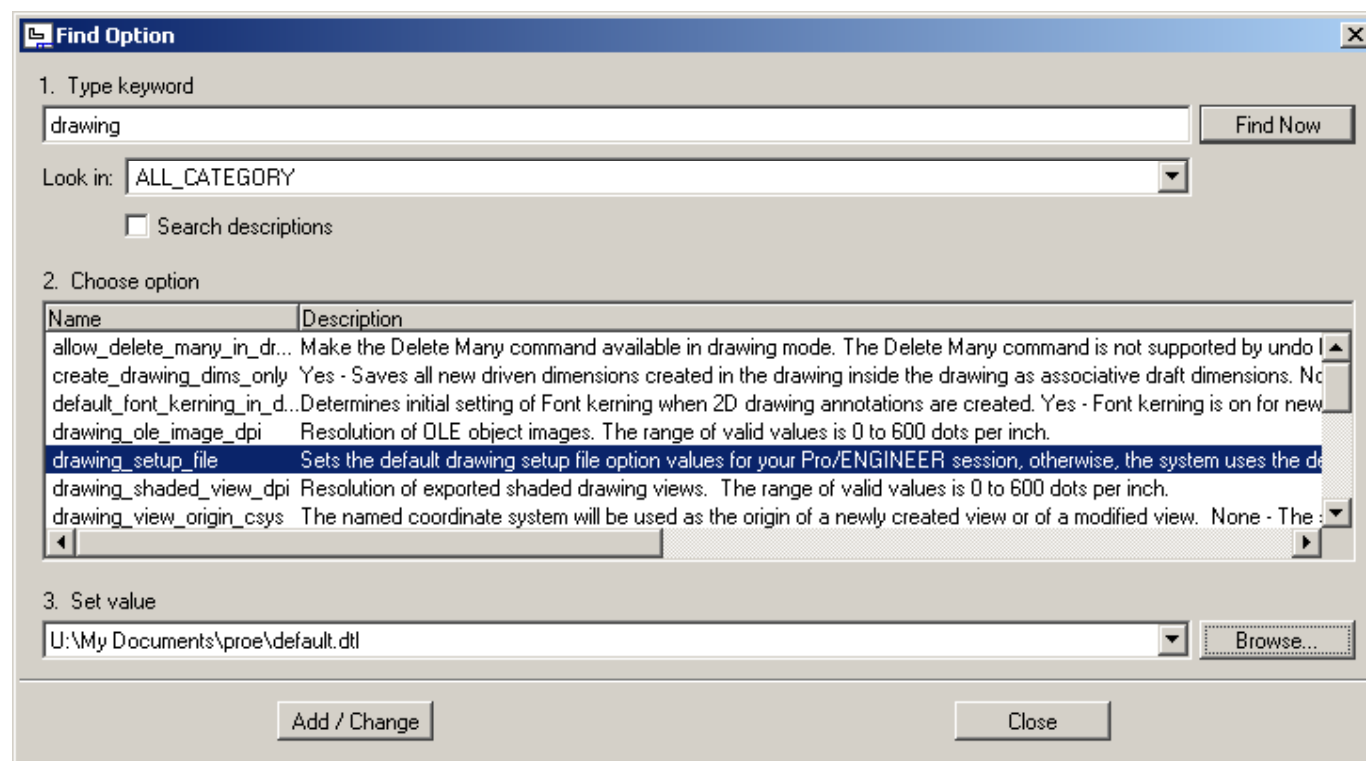 Find Option
1. Type keyword
drawing
Find Now
Look in: ALL_CATEGORY
Search descriptions
2. Choose option
Name Description
allow_delete_many_in_dr... Make the Delete Many command available in drawing mode. The Delete Many command is not supported by undo
create_drawing_dims_only Yes - Saves all new driven dimensions created in the drawing inside the drawing as associative draft dimensions.
default_font_kerning_in_d... Determines initial setting of Font kerning when 2D drawing annotations are created. Yes - Font kerning is on for new
drawing_ole_image_dpi Resolution of OLE object images. The range of valid values is 0 to 600 dots per inch.
drawing_setup_file Sets the default drawing setup file option values for your Pro/ENGINEER session, otherwise, the system uses the
drawing_shaded_view_dpi Resolution of exported shaded drawing views. The range of valid values is 0 to 600 dots per inch.
drawing_view_origin_csys The named coordinate system will be used as the origin of a newly created view or of a modified view. None - The
3. Set value
U:\My Documents\proe\default.dtl
Browse...
Add / Change
Close